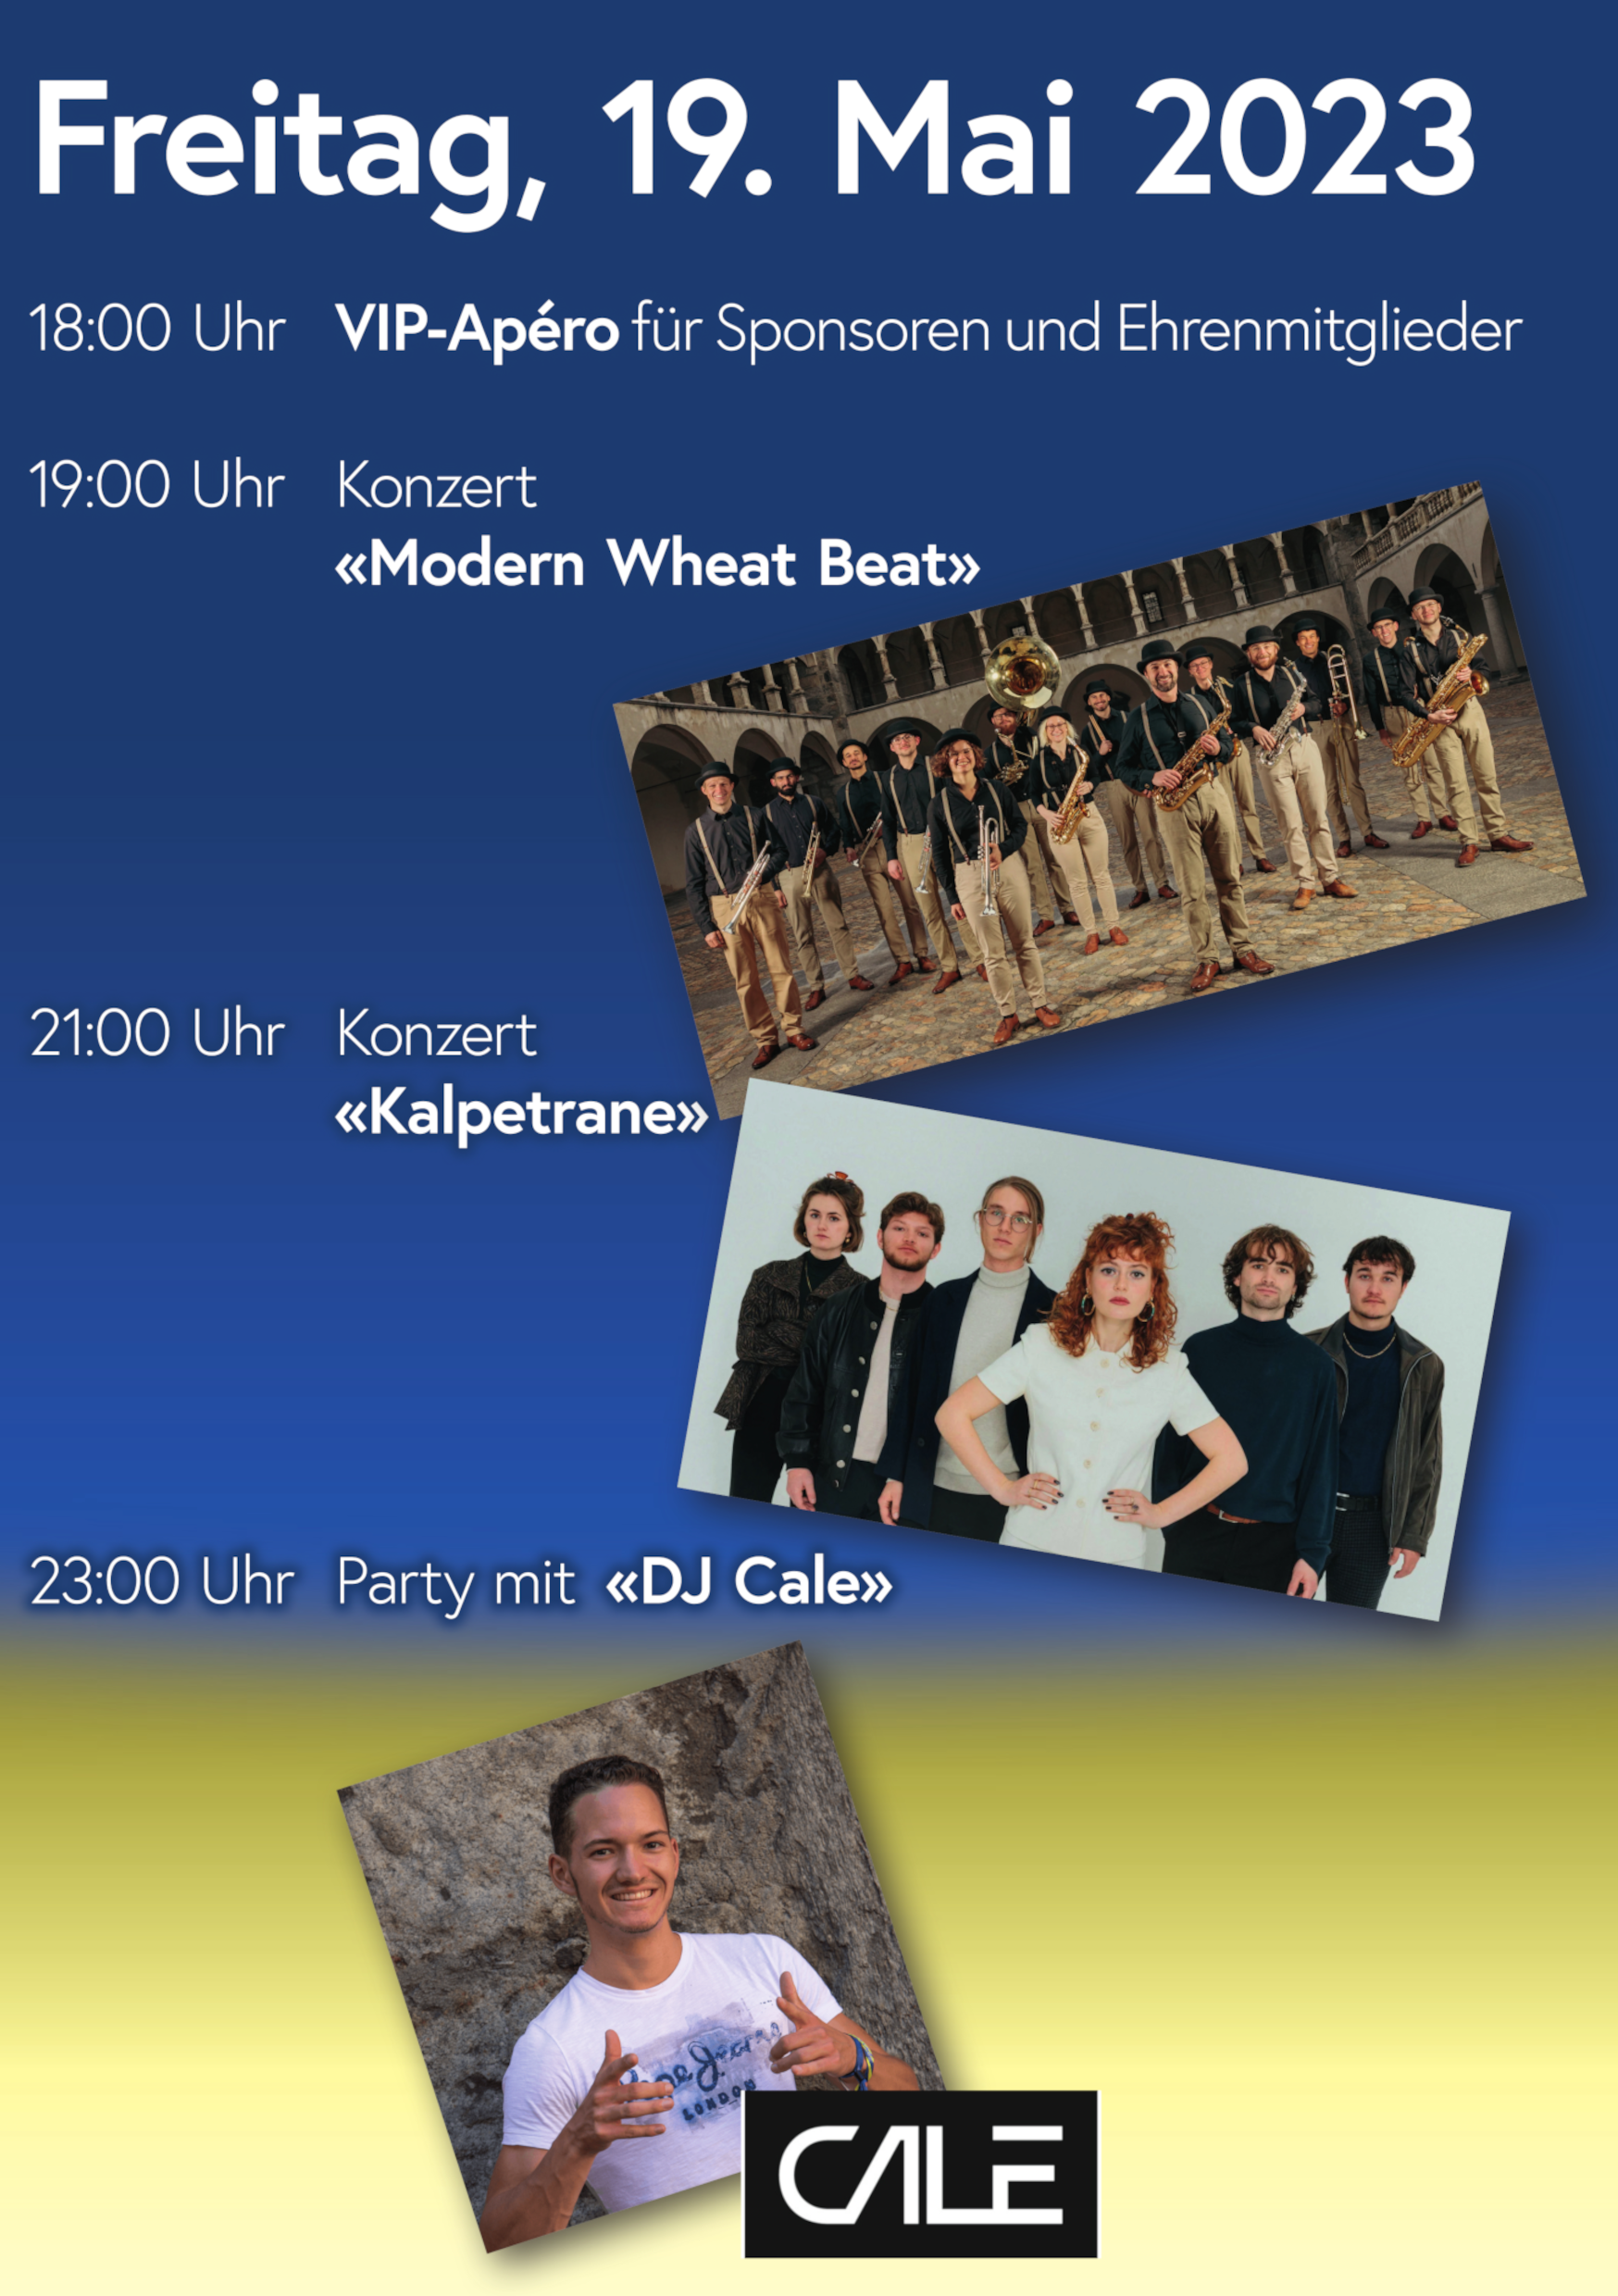 Freitag, 19. Mai 2023
18:00 Uhr VIP-Apéro für Sponsoren und Ehrenmitglieder
19:00 Uhr Konzert
«Modern Wheat Beat»
21:00 Uhr Konzert
«Kalpetrane»
23:00 Uhr Party mit «DJ Cale»
LONDON
CALE